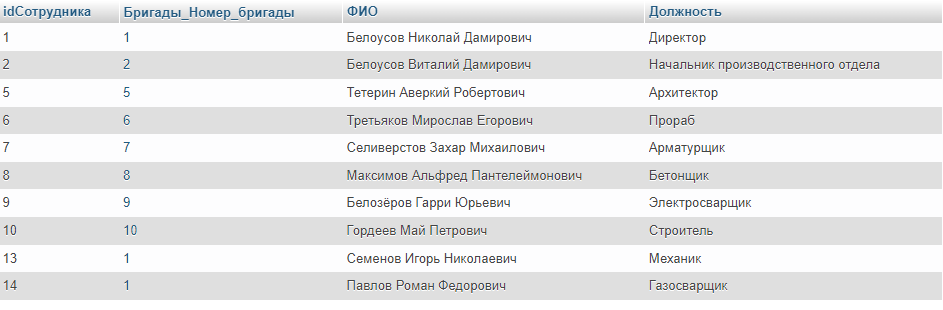 idСотрудника Бригады_Номер_бригады ФИО Должность
1 1 Белоусов Николай Дамирович Директор
2 2 Белоусов Виталий Дамирович Начальник производственного отдела
5 5 Тетерин Аверкий Робертович Архитектор
6 6 Третьяков Мирослав Егорович Прораб
7 7 Селиверстов Захар Михаилович Арматурщик
8 8 Максимов Альфред Пантелеймонович Бетонщик
9 9 Белозёров Гарри Юрьевич Электросварщик
10 10 Гордеев Май Петрович Строитель
13 1 Семенов Игорь Николаевич Механик
14 1 Павлов Роман Федорович Газосварщик